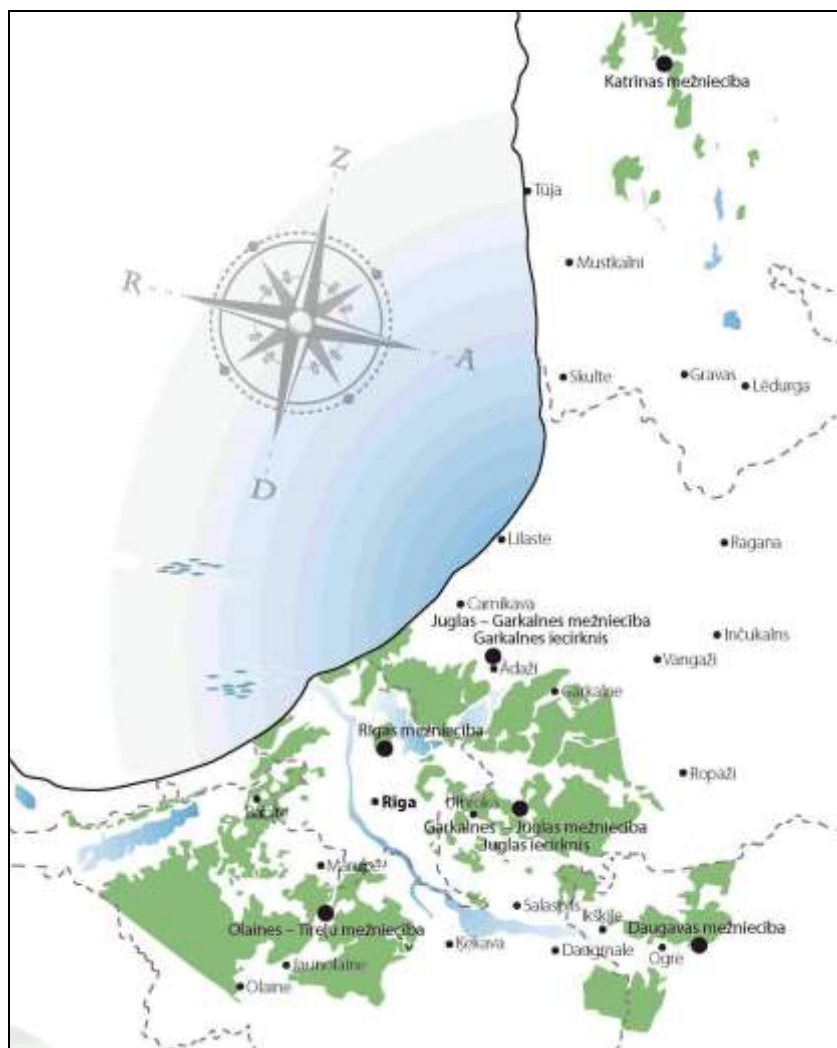 Katrīnas mežniecība
Z
Tūja
Mustkalni
R
A
Skulte
Gravas
Lēdurga
D
Lilaste
Ragana
Carnikava
Juglas – Garkalnes mežniecība
Garkalnes iecirknis
Inčukalns
Vangaži
Ādaži
Garkalne
Rīgas mežniecība
Ropaži
Rīga
Ulbroka
Garkalnes – Juglas mežniecība
Juglas iecirknis
Mārupe
Salaspils
Olaines – Tīreļu mežniecība
Ikšķile
Daugavas mežniecība
Ķekava
Daugmale
Ogre
Jaunolaine
Olaine